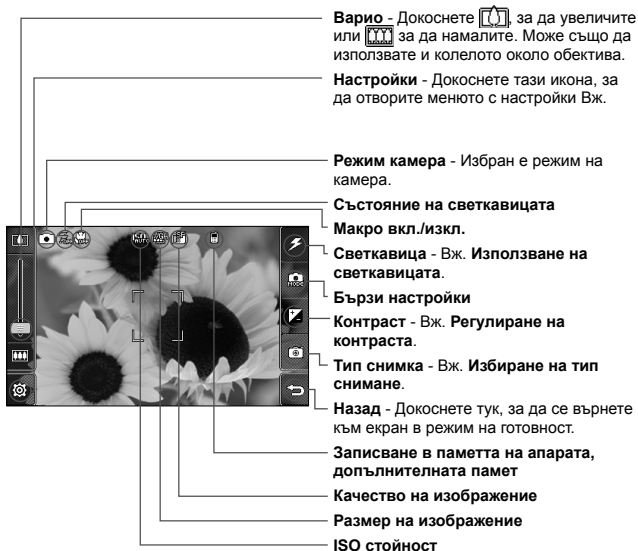 Варио - Докоснете , за да увеличите
или за да намалите. Може също да
използвате и колелото около обектива.
Настройки - Докоснете тази икона, за
да отворите менюто с настройки Вж.
Режим камера - Избран е режим на
камера.
Състояние на светкавицата
Макро вкл./изкл.
Светкавица - Вж. Използване на
светкавицата.
Бързи настройки
Контраст - Вж. Регулиране на
контраста.
Тип снимка - Вж. Избиране на тип
снимане.
Назад - Докоснете тук, за да се върнете
към екран в режим на готовност.
Записване в паметта на апарата,
допълнителната памет
Качество на изображение
Размер на изображение
ISO стойност
ISO
AUTO
MODE